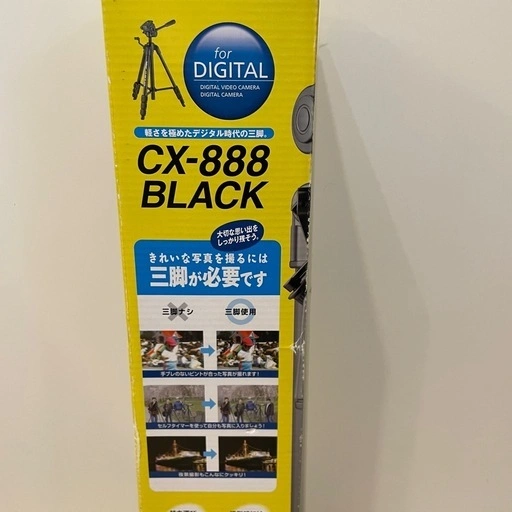 for
DIGITAL
DIGITAL VIDEO CAMERA
DIGITAL CAMERA
軽さを極めたデジタル時代の三脚。
CX-888
BLACK
大切な思い出を
しっかり残そう。
きれいな写真を撮るには
三脚が必要です
三脚ナシ
三脚使用
手ブレのないピントが合った写真が撮れます!
セルフタイマーを使って自分も写真に入りましょう!
夜景撮影もこんなにクッキリ!